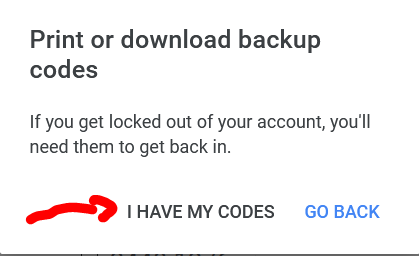 Print or download backup
codes
If you get locked out of your account, you'll
need them to get back in.
I HAVE MY CODES GO BACK